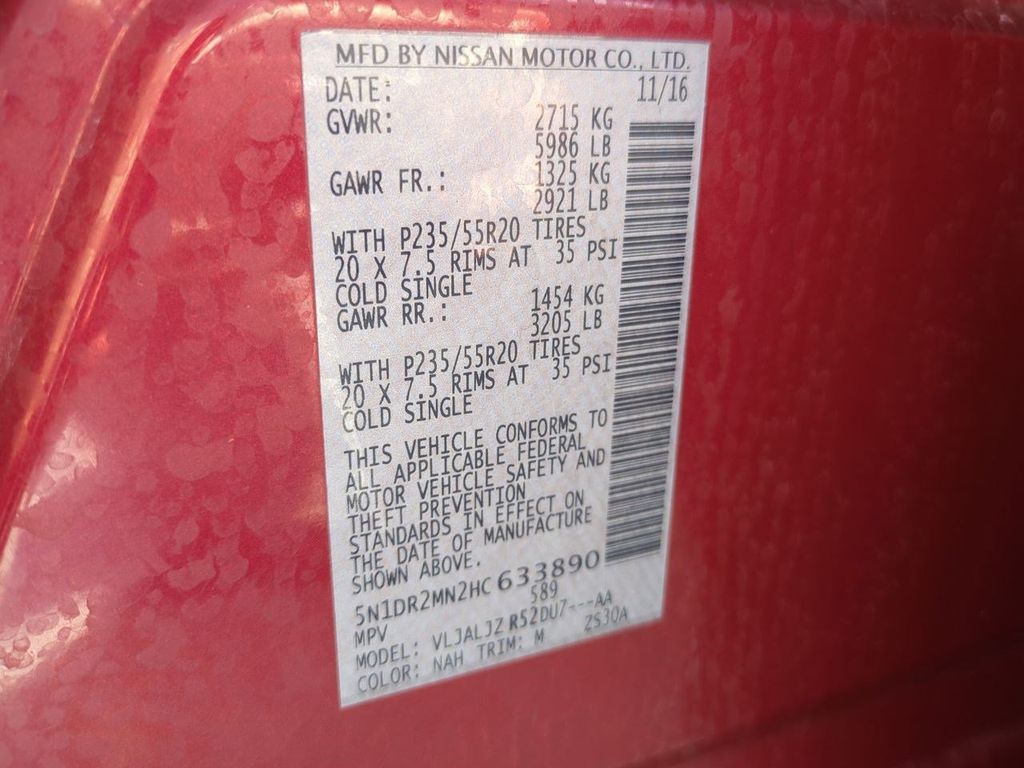 MFD BY NISSAN MOTOR CO., LTD.
DATE: 11/16
GVWR: 2715 KG
5986 LB
GAWR FR.: 1325 KG
2921 LB
WITH P235/55R20 TIRES
20 X 7.5 RIMS AT 35 PSI
COLD SINGLE
GAWR RR.: 1454 KG
3205 LB
WITH P235/55R20 TIRES
20 X 7.5 RIMS AT 35 PSI
COLD SINGLE
THIS VEHICLE CONFORMS TO
ALL APPLICABLE FEDERAL
MOTOR VEHICLE SAFETY AND
THEFT PREVENTION
STANDARDS IN EFFECT ON
THE DATE OF MANUFACTURE
SHOWN ABOVE.
5N1DR2MN2HC 633890
MPV 589
MODEL: VLJALJZ R52DU7---AA
COLOR: NAH TRIM: M ZS30A